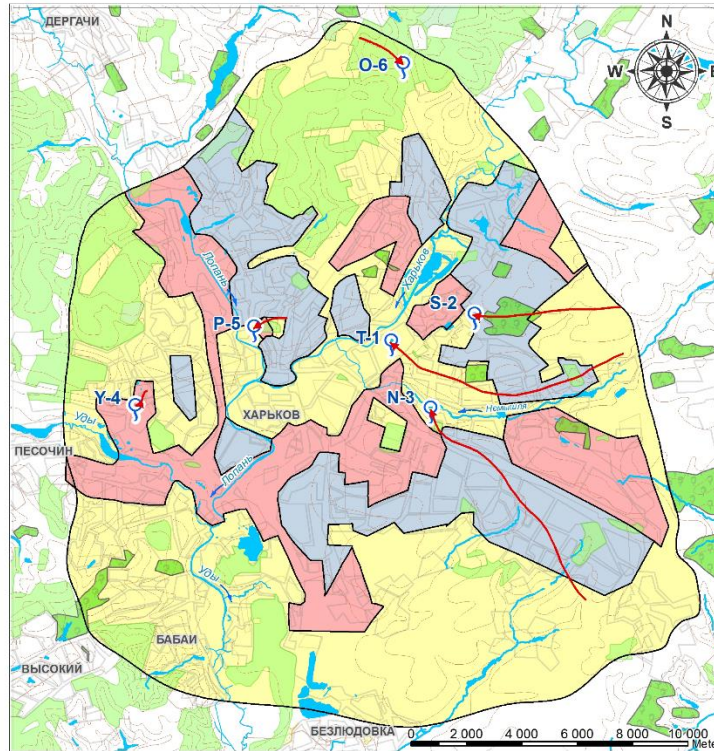 ДЕРГАЧИ
N
W
E
S
O-6
Лопань
Харьков
S-2
P-5
T-1
Y-4
N-3
ХАРЬКОВ
Немышля
Уды
ПЕСОЧИН
Лопань
Уды
БАБАИ
ВЫСОКИЙ
БЕЗЛЮДОВКА
0
2 000
4 000
6 000
8 000
10 000
Mete